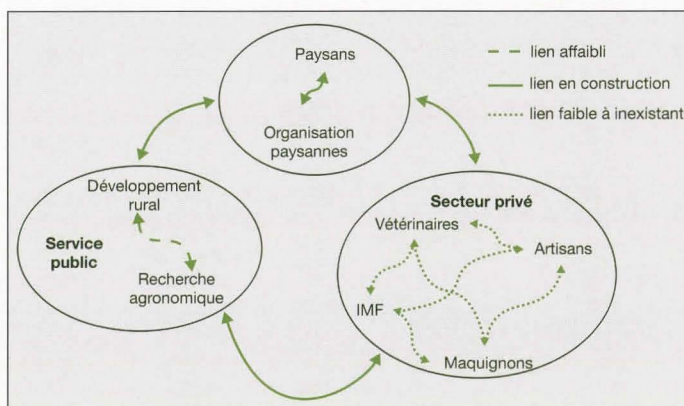 Paysans
Organisation
paysannes
lien affaibli
lien en construction
lien faible à inexistant
Développement
rural
Service
public
Recherche
agronomique
Secteur privé
Vétérinaires
Artisans
IMF
Maquignons